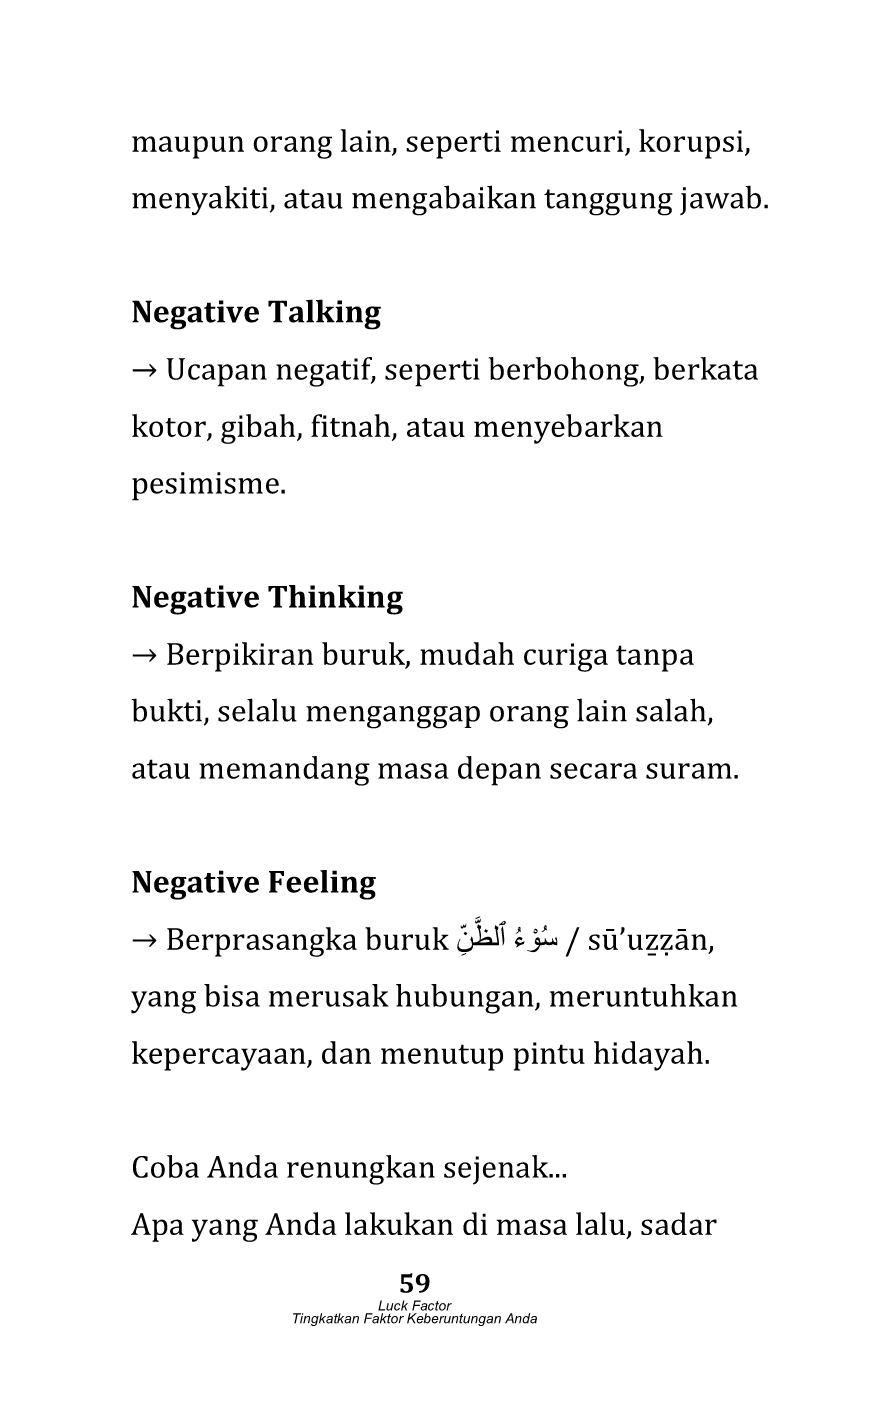 maupun orang lain, seperti mencuri, korupsi,
menyakiti, atau mengabaikan tanggung jawab.
Negative Talking
→ Ucapan negatif, seperti berbohong, berkata
kotor, gibah, fitnah, atau menyebarkan
pesimisme.
Negative Thinking
→ Berpikiran buruk, mudah curiga tanpa
bukti, selalu menganggap orang lain salah,
atau memandang masa depan secara suram.
Negative Feeling
→ Berprasangka buruk سُوْءُ ٱلظَّنِّ / sū’uẕẓān,
yang bisa merusak hubungan, meruntuhkan
kepercayaan, dan menutup pintu hidayah.
Coba Anda renungkan sejenak...
Apa yang Anda lakukan di masa lalu, sadar
59
Luck Factor
Tingkatkan Faktor Keberuntungan Anda